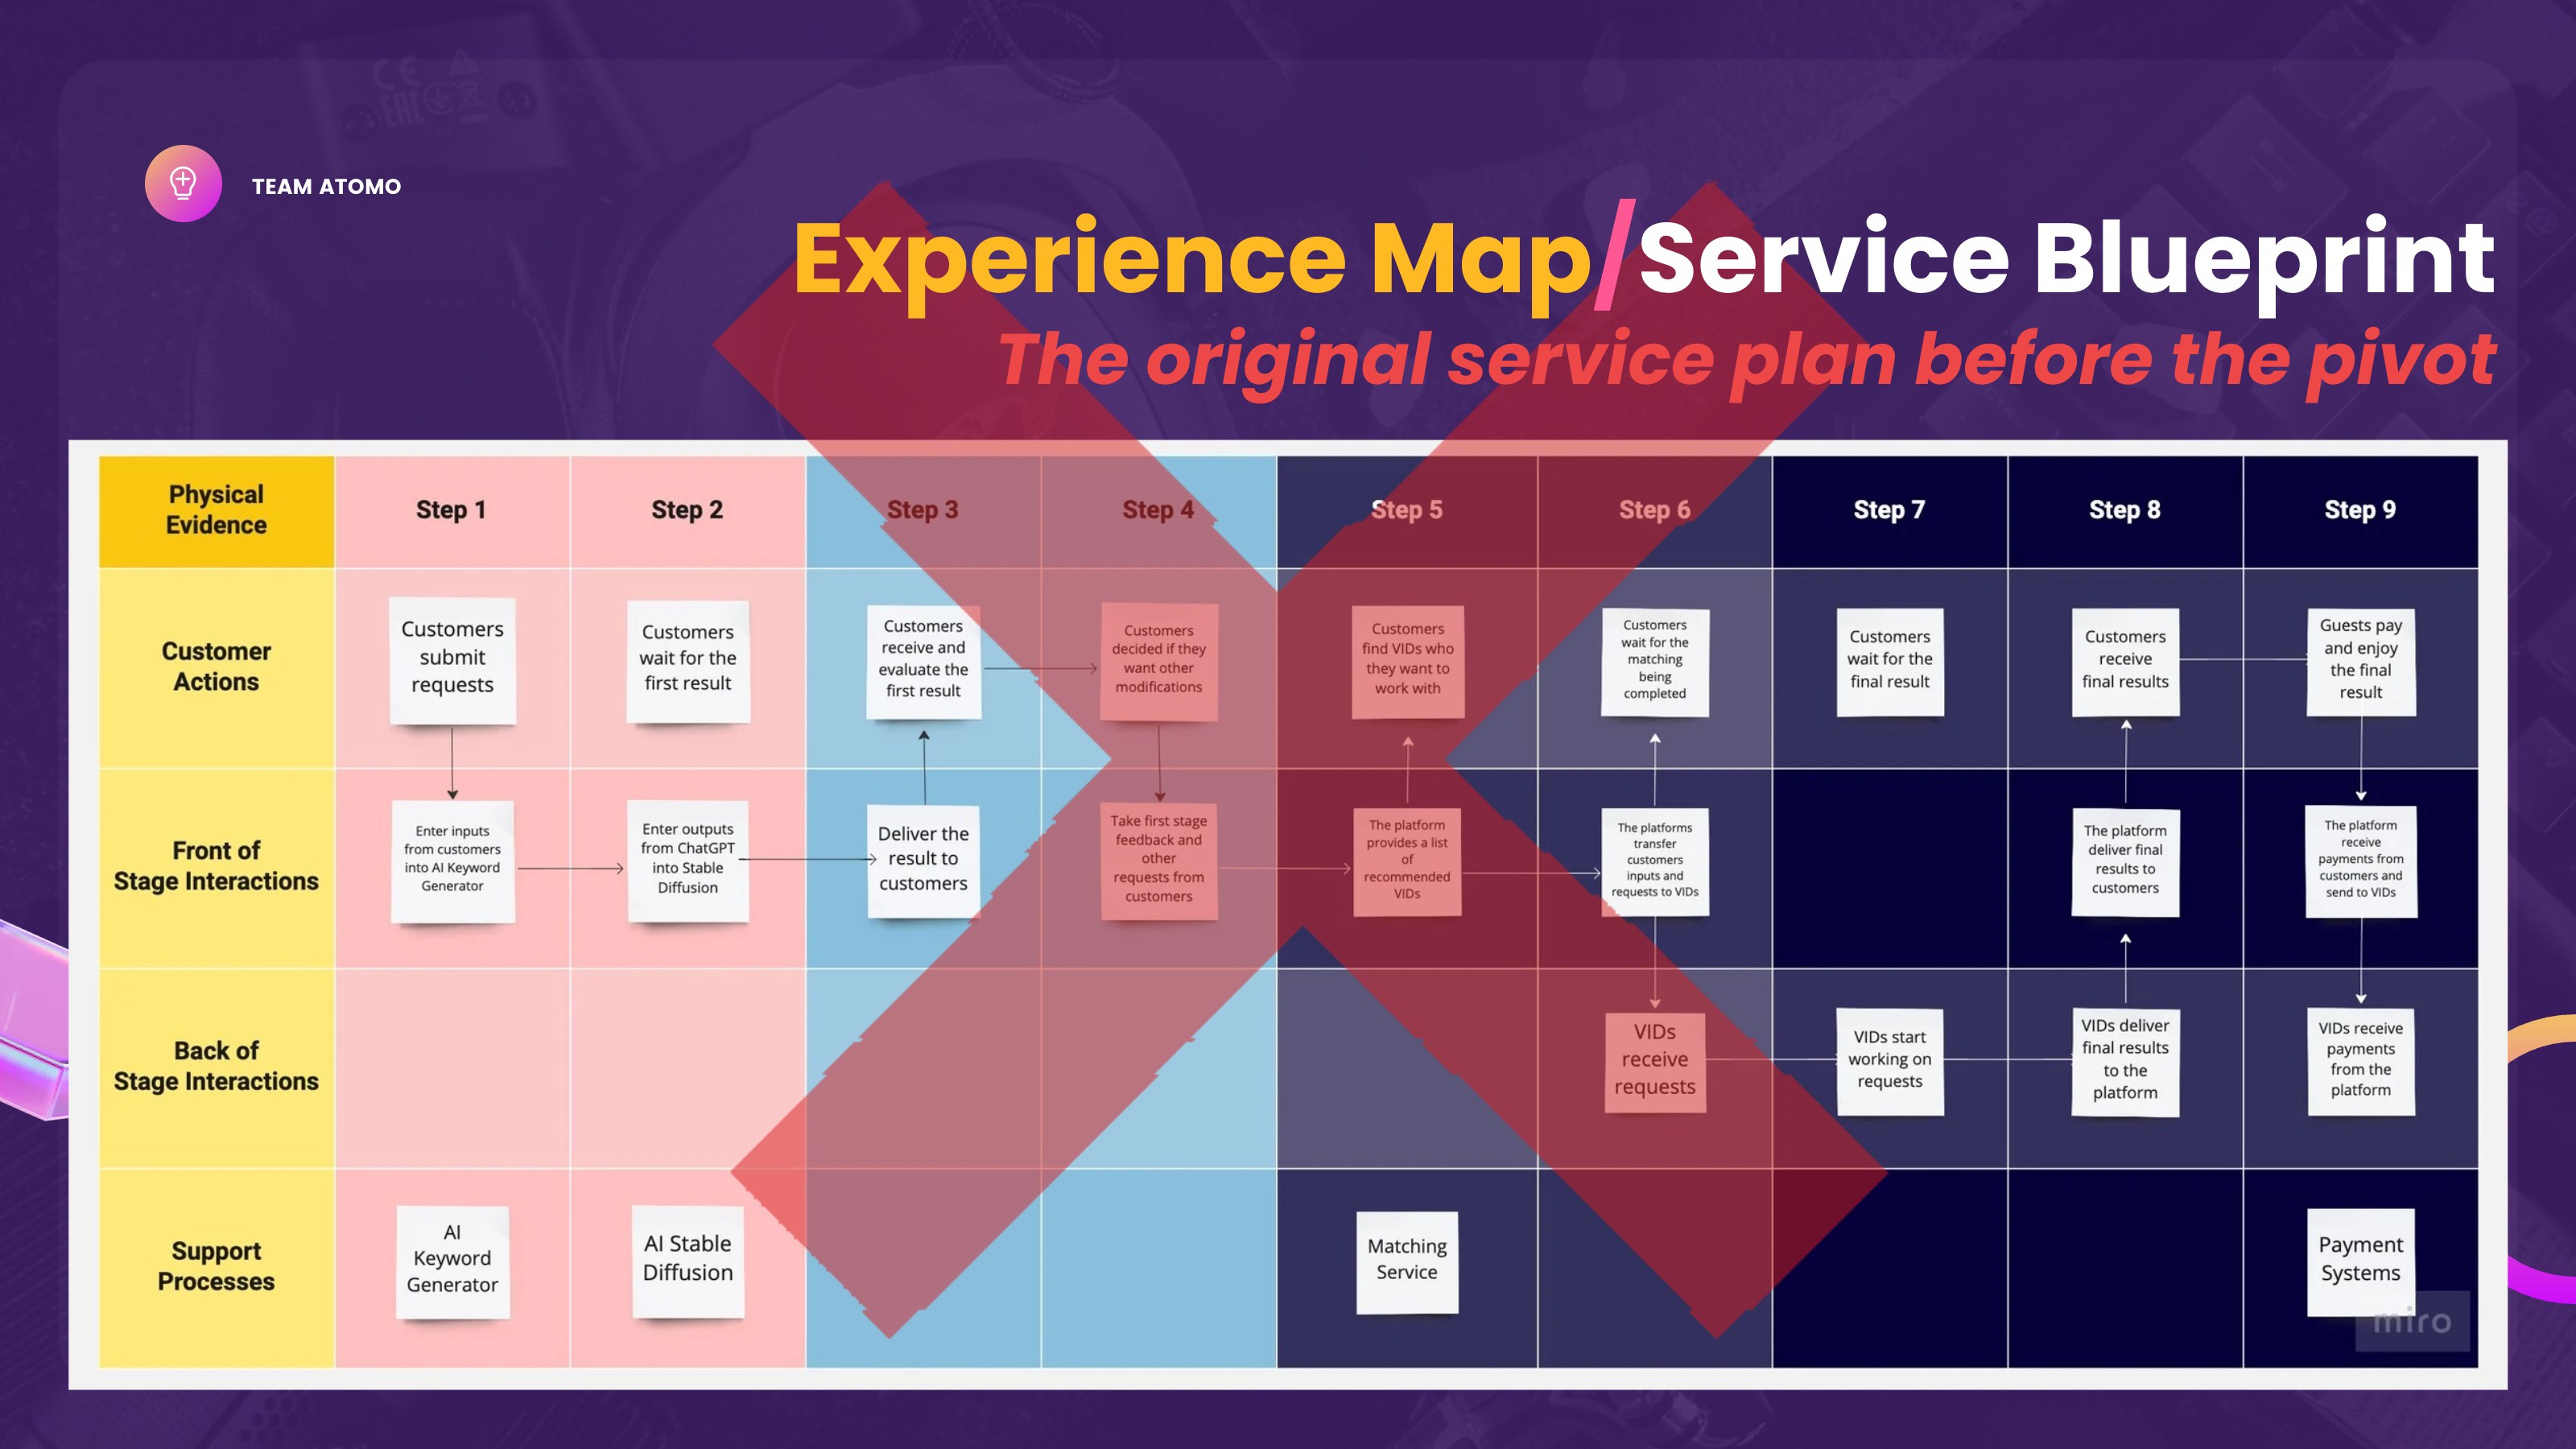 TEAM ATOMO
Experience Map/Service Blueprint
The original service plan before the pivot
Physical
Evidence
Step 1
Step 2
Step 3
Step 4
Step 5
Step 6
Step 7
Step 8
Step 9
Customer
Actions
Customers
submit
requests
Customers
wait for the
first result
Customers
receive and
evaluate the
first result
Customers
decided if they
want other
modifications
Customers
find VIDs who
they want to
work with
Customers
wait for the
matching
being
completed
Customers
wait for the
final result
Customers
receive
final results
Guests pay
and enjoy
the final
result
Front of
Stage Interactions
Enter inputs
from customers
into AI Keyword
Generator
Enter outputs
from ChatGPT
into Stable
Diffusion
Deliver the
result to
customers
Take first stage
feedback and
other
requests from
customers
The platform
provides a list
of
recommended
VIDs
The platforms
transfer
customers
inputs and
requests to VIDs
The platform
deliver final
results to
customers
The platform
receive
payments from
customers and
send to VIDs
Back of
Stage Interactions
VIDs
receive
requests
VIDs start
working on
requests
VIDs deliver
final results
to the
platform
VIDs receive
payments
from the
platform
Support
Processes
AI
Keyword
Generator
AI Stable
Diffusion
Matching
Service
Payment
Systems
miro
CE
EAC